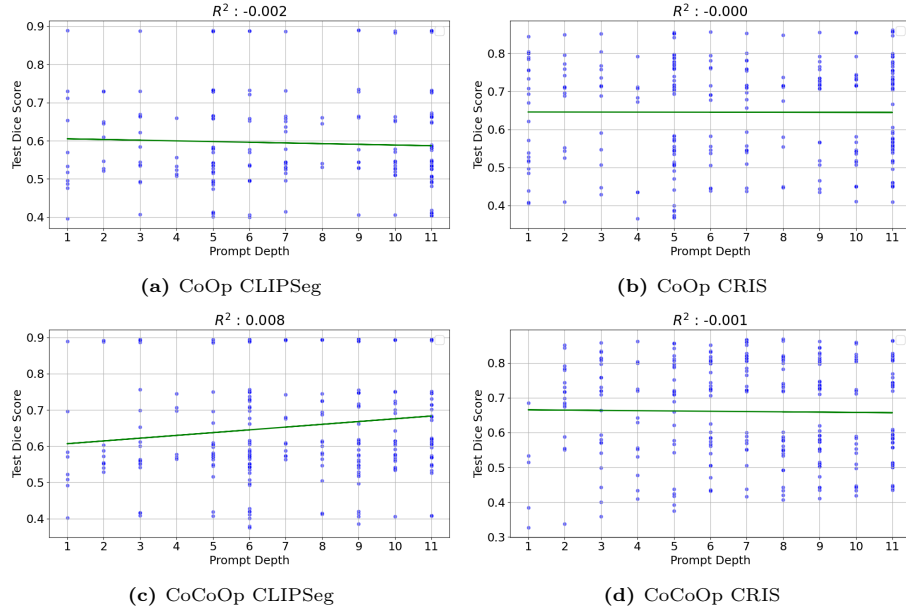 R² : -0.002
0.9
0.8
0.7
0.6
0.5
0.4
Test Dice Score
1 2 3 4 5 6 7 8 9 10 11
Prompt Depth
(a) CoOp CLIPSeg
R² : -0.000
0.8
0.7
0.6
0.5
0.4
Test Dice Score
1 2 3 4 5 6 7 8 9 10 11
Prompt Depth
(b) CoOp CRIS
R² : 0.008
0.9
0.8
0.7
0.6
0.5
0.4
Test Dice Score
1 2 3 4 5 6 7 8 9 10 11
Prompt Depth
(c) CoCoOp CLIPSeg
R² : -0.001
0.8
0.7
0.6
0.5
0.4
0.3
Test Dice Score
1 2 3 4 5 6 7 8 9 10 11
Prompt Depth
(d) CoCoOp CRIS